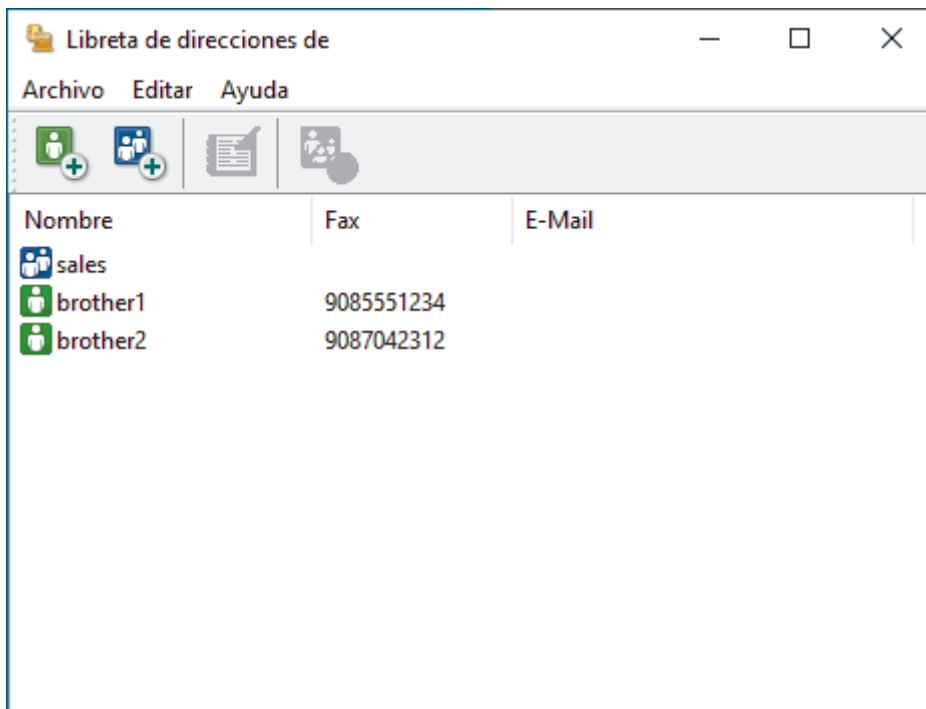 Libreta de direcciones de
Archivo Editar Ayuda
Nombre Fax E-Mail
sales
brother1 9085551234
brother2 9087042312